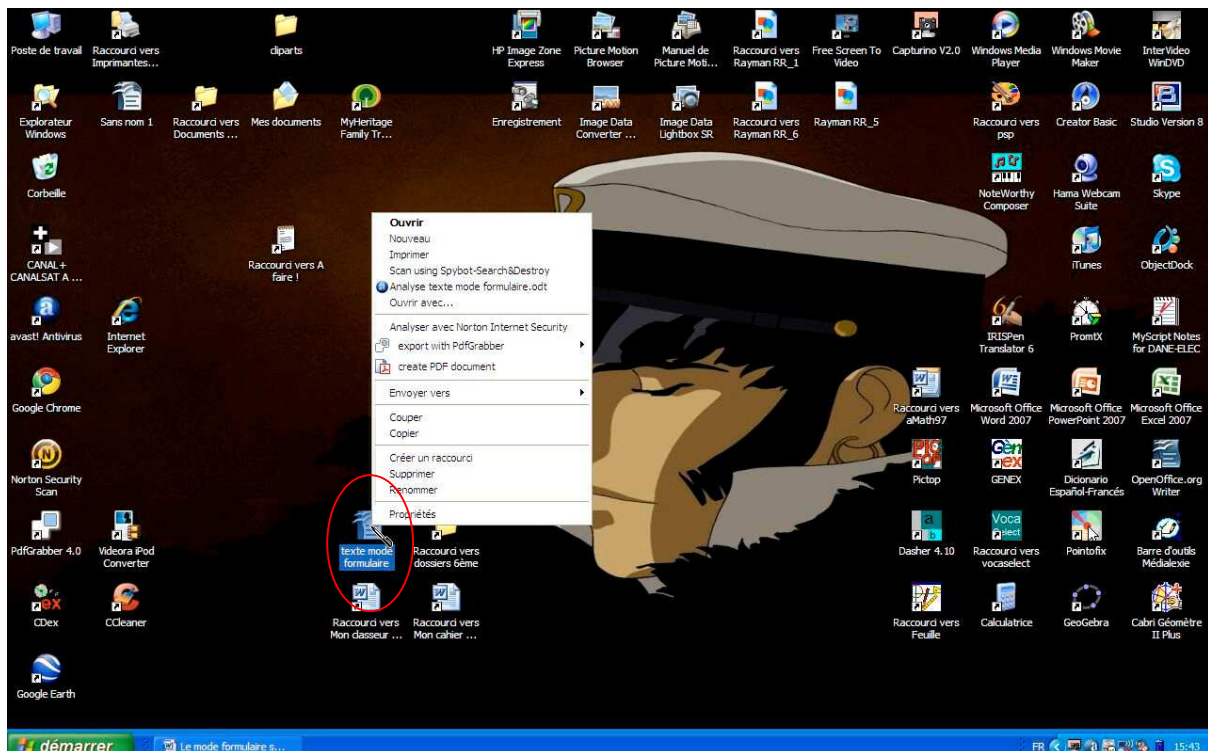 Poste de travail
Raccourci vers
Imprimantes...
cliparts
HP Image Zone
Express
Picture Motion
Browser
Manuel de
Picture Moti...
Raccourci vers
Rayman RR_1
Free Screen To
Video
Capturino V2.0
Windows Media
Player
Windows Movie
Maker
InterVideo
WinDVD
Explorateur
Windows
Sans nom 1
Raccourci vers
Documents ...
Mes documents
MyHeritage
Family Tr...
Enregistrement
Image Data
Converter ...
Image Data
Lightbox SR
Raccourci vers
Rayman RR_6
Rayman RR_5
Raccourci vers
psp
Creator Basic
Studio Version 8
Corbeille
NoteWorthy
Composer
Hama Webcam
Suite
Skype
CANAL+
CANALSAT A ...
Raccourci vers A
faire !
iTunes
ObjectDock
avast! Antivirus
Internet
Explorer
IRISPen
Translator 6
PromtX
MyScript Notes
for DANE-ELEC
Google Chrome
Raccourci vers
aMath97
Microsoft Office
Word 2007
Microsoft Office
PowerPoint 2007
Microsoft Office
Excel 2007
Norton Security
Scan
Pictop
GENEX
Dicionario
Español-Francés
OpenOffice.org
Writer
PdfGrabber 4.0
Videora iPod
Converter
texte mode
formulaire
Raccourci vers
dossiers 6ème
Dasher 4.10
Raccourci vers
vocaselect
Pointofix
Barre d'outils
Médialexie
CDex
CCleaner
Raccourci vers
Mon classeur ...
Raccourci vers
Mon cahier ...
Raccourci vers
Feuille
Calculatrice
GeoGebra
Cabri Géomètre
II Plus
Google Earth
Ouvrir
Nouveau
Imprimer
Scan using Spybot-Search&Destroy
Analyse texte mode formulaire.odt
Ouvrir avec...
Analyser avec Norton Internet Security
export with PdfGrabber
create PDF document
Envoyer vers
Couper
Copier
Créer un raccourci
Supprimer
Renommer
Propriétés
démarrer
Le mode formulaire s...
FR
15:43